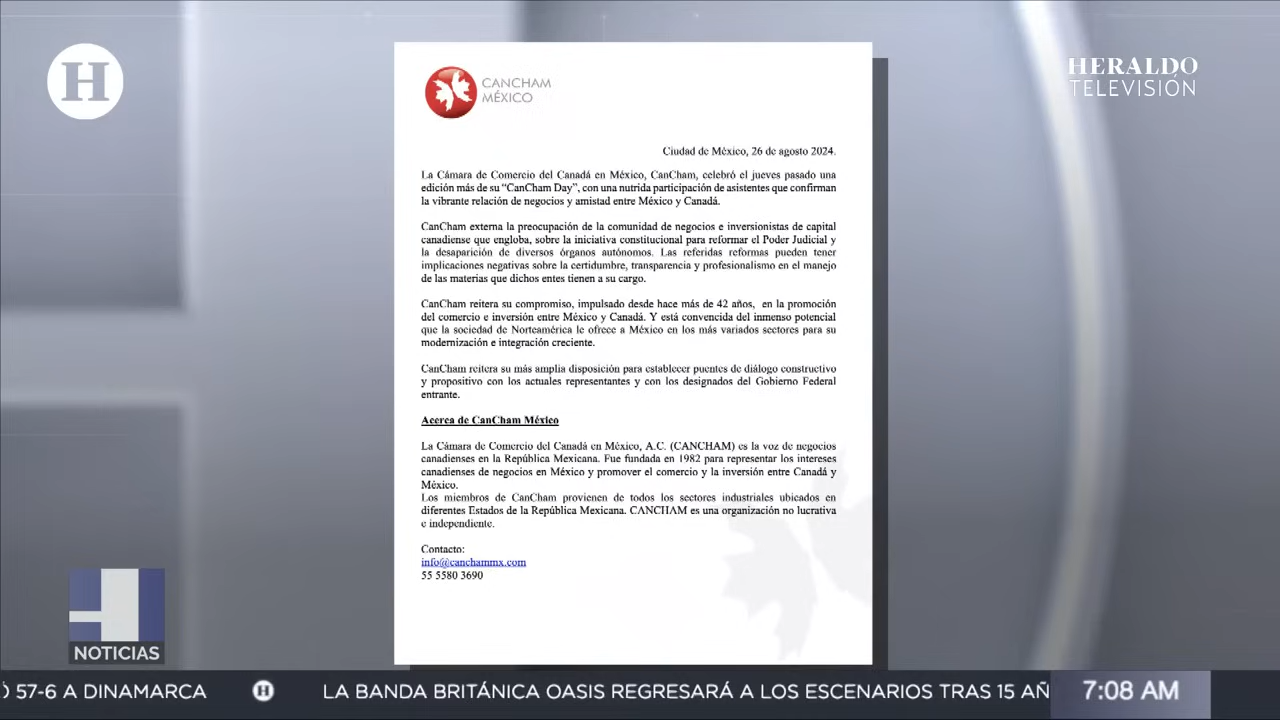 H
HERALDO
TELEVISIÓN
CANCHAM
MÉXICO
Ciudad de México, 26 de agosto 2024.
La Cámara de Comercio del Canadá en México, CanCham, celebró el jueves pasado una
edición más de su “CanCham Day”, con una nutrida participación de asistentes que confirman
la vibrante relación de negocios y amistad entre México y Canadá.
CanCham externa la preocupación de la comunidad de negocios e inversionistas de capital
canadiense que engloba, sobre la iniciativa constitucional para reformar el Poder Judicial y
la desaparición de diversos órganos autónomos. Las referidas reformas pueden tener
implicaciones negativas sobre la certidumbre, transparencia y profesionalismo en el manejo
de las materias que dichos entes tienen a su cargo.
CanCham reitera su compromiso, impulsado desde hace más de 42 años, en la promoción
del comercio e inversión entre México y Canadá. Y está convencida del inmenso potencial
que la sociedad de Norteamérica le ofrece a México en los más variados sectores para su
modernización e integración creciente.
CanCham reitera su más amplia disposición para establecer puentes de diálogo constructivo
y propositivo con los actuales representantes y con los designados del Gobierno Federal
entrante.
Acerca de CanCham México
La Cámara de Comercio del Canadá en México, A.C. (CANCHAM) es la voz de negocios
canadienses en la República Mexicana. Fue fundada en 1982 para representar los intereses
canadienses de negocios en México y promover el comercio y la inversión entre Canadá y
México.
Los miembros de CanCham provienen de todos los sectores industriales ubicados en
diferentes Estados de la República Mexicana. CANCHAM es una organización no lucrativa
e independiente.
Contacto:
info@canchammx.com
55 5580 3690
NOTICIAS
Ó 57-6 A DINAMARCA H LA BANDA BRITÁNICA OASIS REGRESARÁ A LOS ESCENARIOS TRAS 15 AÑ
7:08 AM